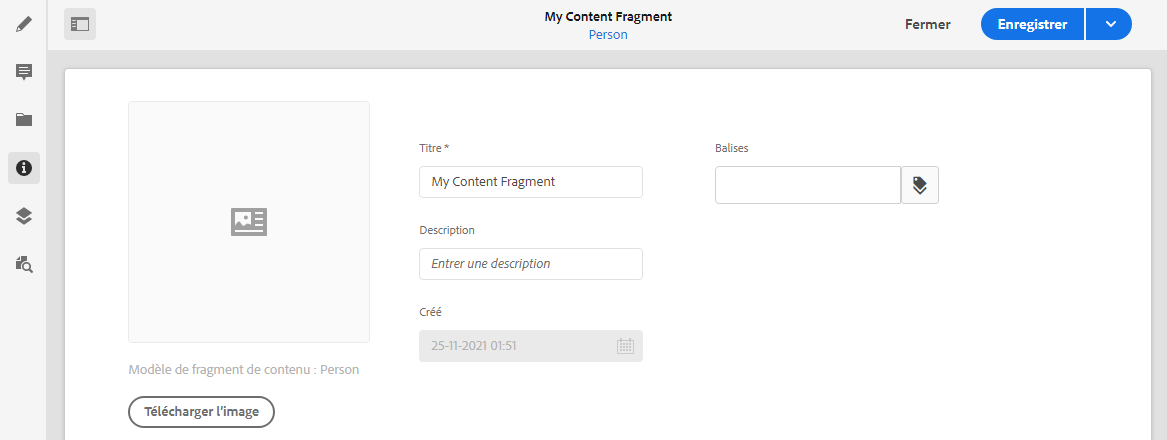 My Content Fragment
Person
Fermer
Enregistrer
Titre *
Balises
My Content Fragment
Description
Entrer une description
Créé
25-11-2021 01:51
Modèle de fragment de contenu : Person
Télécharger l'image